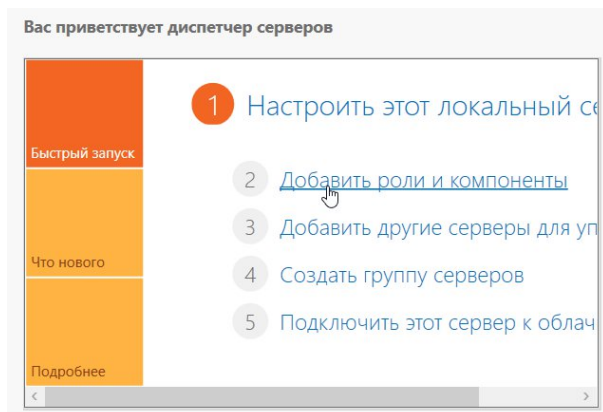 Вас приветствует диспетчер серверов
1 Настроить этот локальный се
Быстрый запуск
2 Добавить роли и компоненты
3 Добавить другие серверы для уп
Что нового
4 Создать группу серверов
5 Подключить этот сервер к облач
Подробнее